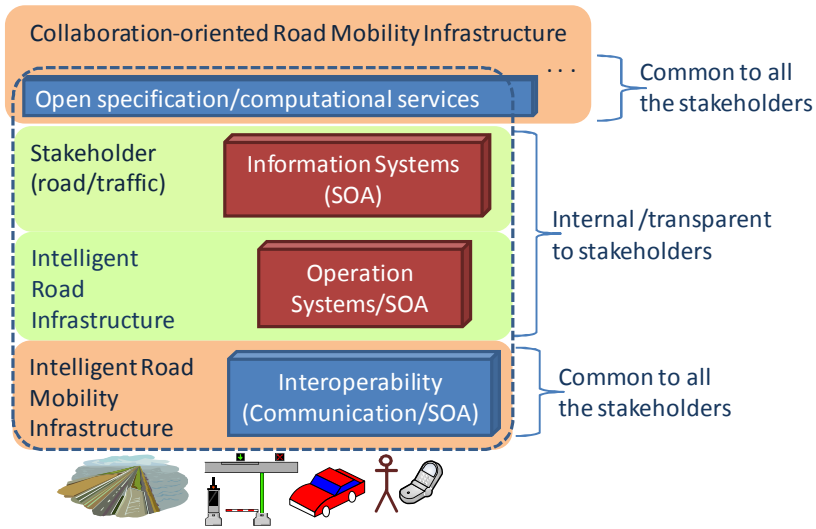 Collaboration-oriented Road Mobility Infrastructure
. . .
Open specification/computational services
Common to all
the stakeholders
Stakeholder
(road/traffic)
Information Systems
(SOA)
Internal/transparent
to stakeholders
Intelligent
Road
Infrastructure
Operation
Systems/SOA
Intelligent Road
Mobility
Infrastructure
Interoperability
(Communication/SOA)
Common to all
the stakeholders